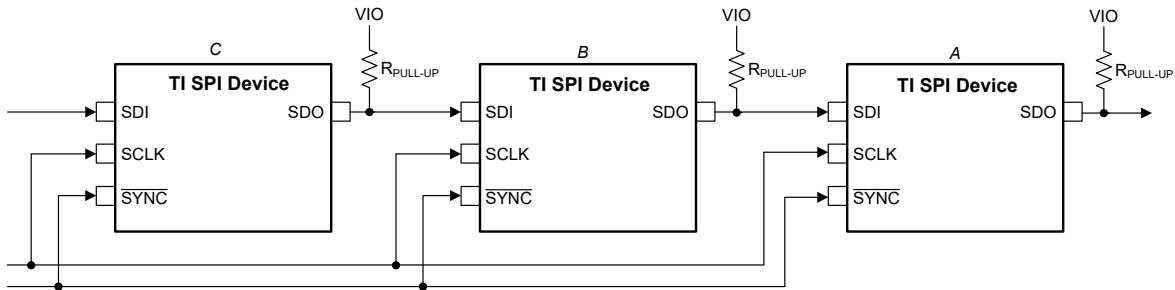 VIO
VIO
VIO
C
B
A
TI SPI Device
TI SPI Device
TI SPI Device
RPULL-UP
RPULL-UP
RPULL-UP
SDI
SDO
SDI
SDO
SDI
SDO
SCLK
SCLK
SCLK
SYNC
SYNC
SYNC